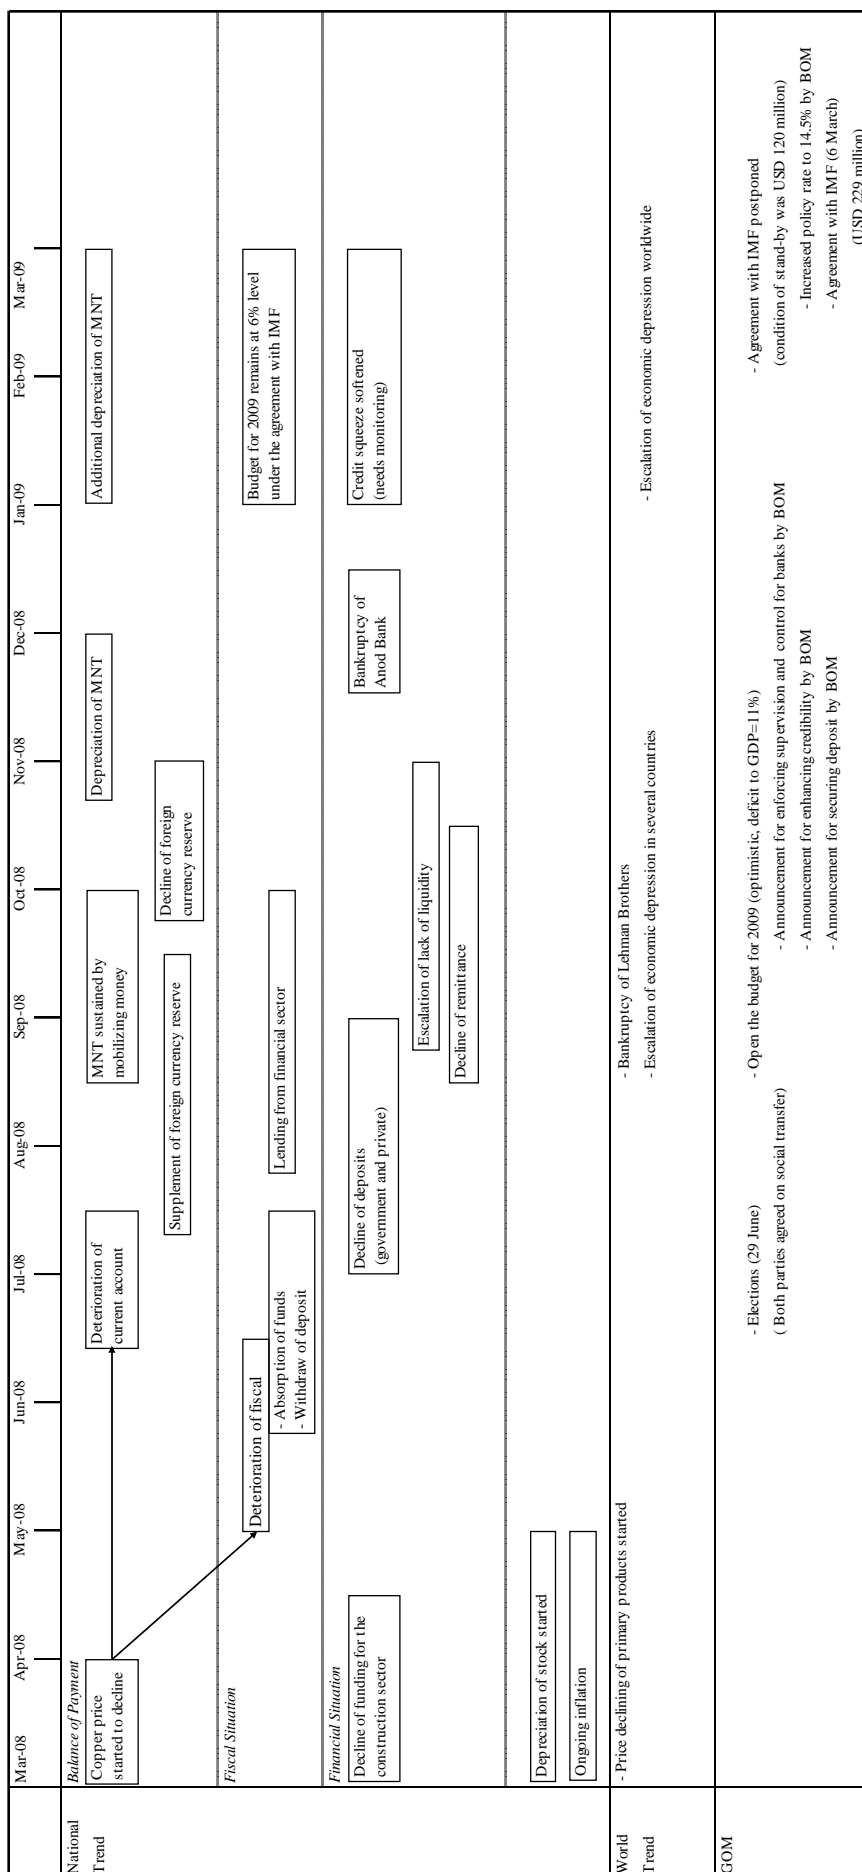 Mar-08
Apr-08
May-08
Jun-08
Jul-08
Aug-08
Sep-08
Oct-08
Nov-08
Dec-08
Jan-09
Feb-09
Mar-09
National
Trend
Balance of Payment
Copper price
started to decline
Deterioration of
current account
MNT sustained by
mobilizing money
Depreciation of MNT
Additional depreciation of MNT
Supplement of foreign currency reserve
Decline of foreign
currency reserve
Fiscal Situation
Deterioration of fiscal
- Absorption of funds
- Withdraw of deposit
Lending from financial sector
Budget for 2009 remains at 6% level
under the agreement with IMF
Financial Situation
Decline of funding for the
construction sector
Decline of deposits
(government and private)
Bankruptcy of
Anod Bank
Credit squeeze softened
(needs monitoring)
Escalation of lack of liquidity
Decline of remittance
Depreciation of stock started
Ongoing inflation
World
Trend
- Price declining of primary products started
- Bankruptcy of Lehman Brothers
- Escalation of economic depression in several countries
- Escalation of economic depression worldwide
GOM
- Elections (29 June)
( Both parties agreed on social transfer)
- Open the budget for 2009 (optimistic, deficit to GDP=11%)
- Announcement for enforcing supervision and control for banks by BOM
- Announcement for enhancing credibility by BOM
- Announcement for securing deposit by BOM
- Agreement with IMF postponed
(condition of stand-by was USD 120 million)
- Increased policy rate to 14.5% by BOM
- Agreement with IMF (6 March)
(USD 229 million)